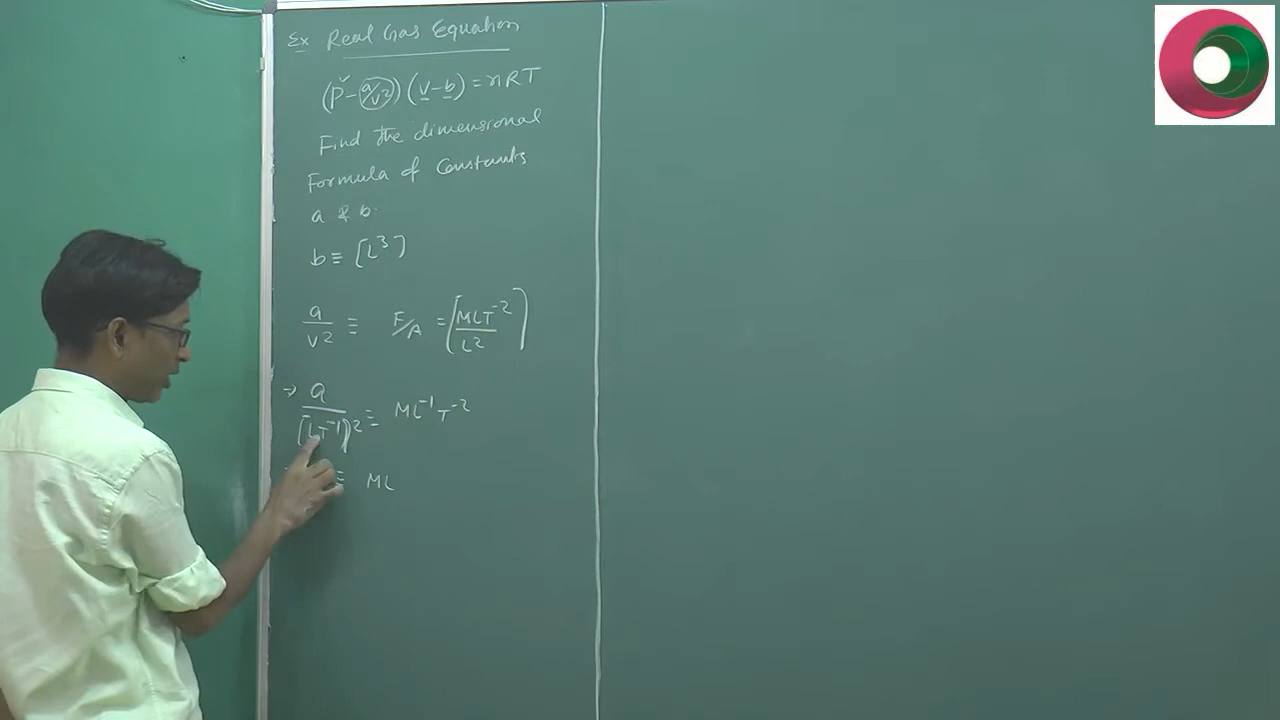 Ex Real Gas Equation
(P - a/v²) (v - b) = nRT
Find the dimensional
Formula of Constants
a & b.
b ≡ [L³]
a/v² ≡ F/A = [MLT⁻²/L²]
→ a/[LT⁻¹]² ≡ ML⁻¹T⁻²
≡ ML